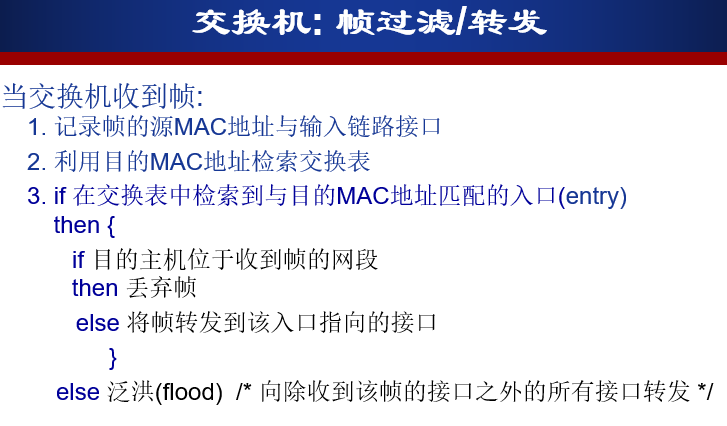 交换机: 帧过滤/转发
当交换机收到帧:
1. 记录帧的源MAC地址与输入链路接口
2. 利用目的MAC地址检索交换表
3. if 在交换表中检索到与目的MAC地址匹配的入口(entry)
then {
if 目的主机位于收到帧的网段
then 丢弃帧
else 将帧转发到该入口指向的接口
}
else 泛洪(flood) /* 向除收到该帧的接口之外的所有接口转发 */